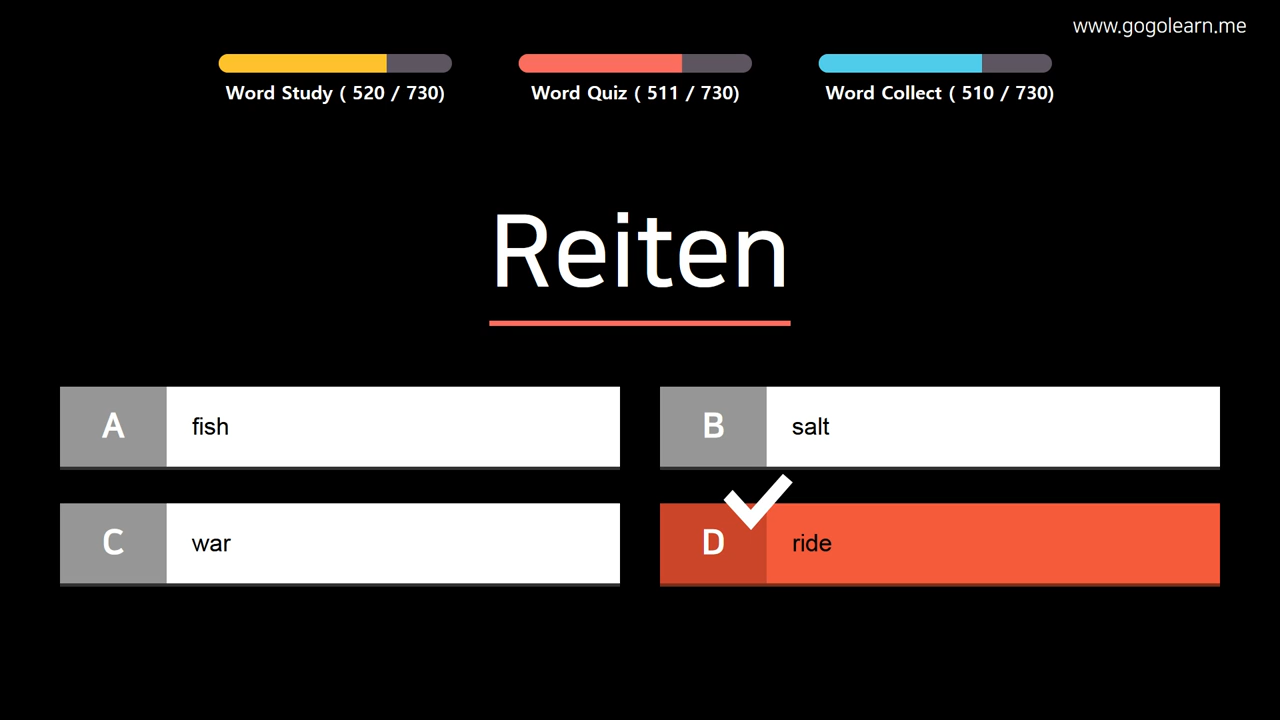 www.gogolearn.me
Word Study ( 520 / 730)
Word Quiz ( 511 / 730)
Word Collect ( 510 / 730)
Reiten
A fish
B salt
C war
D ride